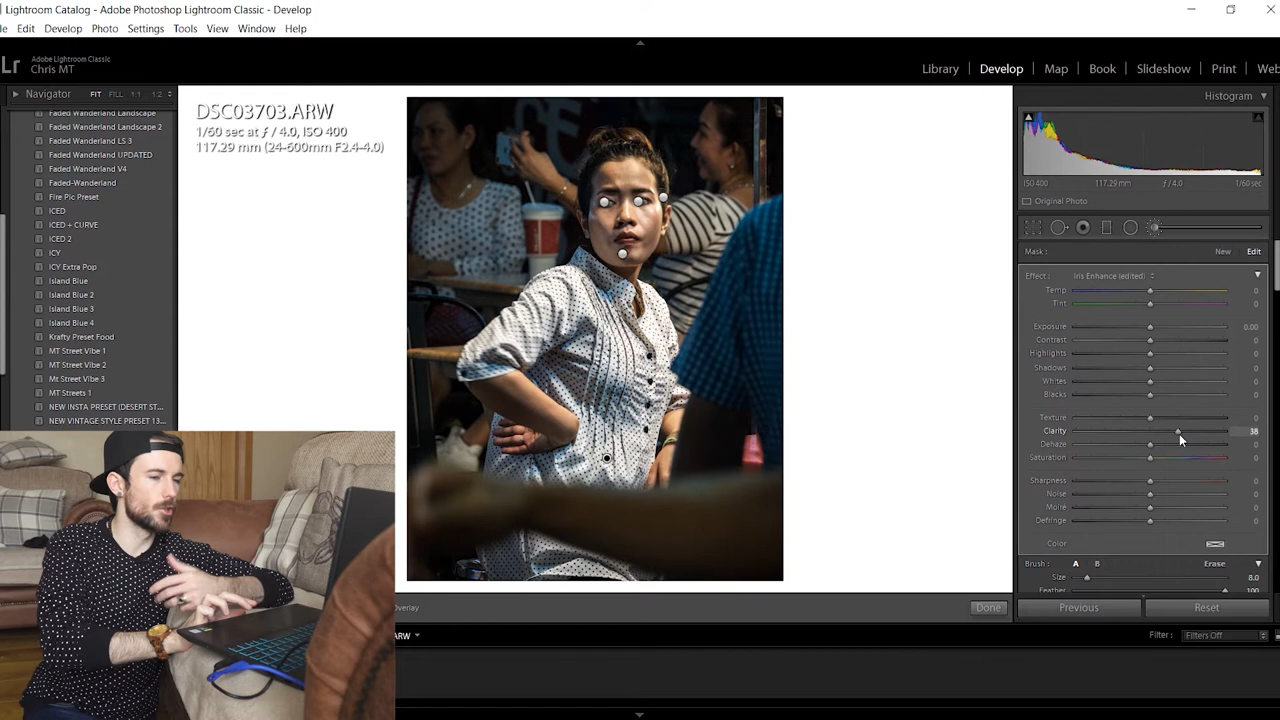 Lightroom Catalog - Adobe Photoshop Lightroom Classic - Develop
Edit Develop Photo Settings Tools View Window Help
Lr Adobe Lightroom Classic
Chris MT
Library Develop Map Book Slideshow Print Web
Navigator FIT FILL 1:1 1:2
Histogram
Faded Wanderland Landscape
Faded Wanderland Landscape 2
Faded Wanderland LS 3
Faded Wanderland UPDATED
Faded Wanderland V4
Faded-Wanderland
Fire Pic Preset
ICED
ICED + CURVE
ICED 2
ICY
ICY Extra Pop
Island Blue
Island Blue 2
Island Blue 3
Island Blue 4
Krafty Preset Food
MT Street Vibe 1
MT Street Vibe 2
Mt Street Vibe 3
MT Streets 1
NEW INSTA PRESET (DESERT ST...
NEW VINTAGE STYLE PRESET 13...
DSC03703.ARW
1/60 sec at ƒ / 4.0, ISO 400
117.29 mm (24-600mm F2.4-4.0)
ISO 400 117.29 mm ƒ / 4.0 1/60 sec
Original Photo
Mask : New Edit
Effect : Iris Enhance (edited)
Temp 0
Tint 0
Exposure 0.00
Contrast 0
Highlights 0
Shadows 0
Whites 0
Blacks 0
Texture 0
Clarity 38
Dehaze 0
Saturation 0
Sharpness 0
Noise 0
Moiré 0
Defringe 0
Color
Brush : A B Erase
Size 8.0
Feather 100
Overlay Done
Previous Reset
ARW
Filter : Filters Off